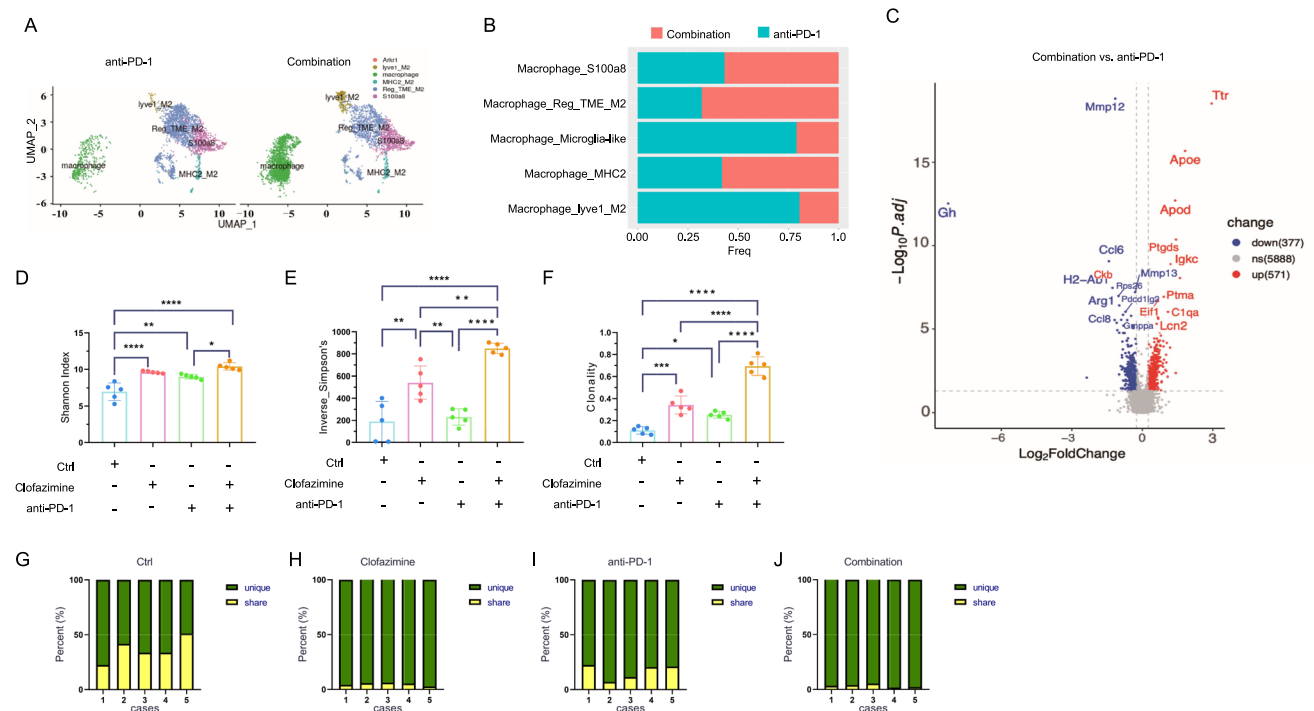 A
anti-PD-1
Combination
Arkr1
lyve1_M2
macrophage
MHC2_M2
Reg_TME_M2
S100a8
lyve1_M2
Reg_TME_M2
S100a8
macrophage
MHC2_M2
lyve1_M2
Reg_TME_M2
S100a8
macrophage
MHC2_M2
UMAP_2
6
3
0
−3
−6
−10 −5 0 5 10
−10 −5 0 5 10
UMAP_1
B
Combination
anti-PD-1
Macrophage_S100a8
Macrophage_Reg_TME_M2
Macrophage_Microglia-like
Macrophage_MHC2
Macrophage_lyve1_M2
0.00 0.25 0.50 0.75 1.0
Freq
C
Combination vs. anti-PD-1
Mmp12
Ttr
Apoe
Gh
Apod
Ptgds
Ccl6
Igkc
Ckb
H2-Ab1
Mmp13
Rps26
Ptma
Arg1
Pdcd1lg2
Eif1
C1qa
Ccl8
Lcn2
−Log10P.adj
15
10
5
0
−6 −3 0 3
Log2FoldChange
change
down(377)
ns(5888)
up(571)
D
Shannon Index
15
10
5
0
****
**
****
*
Ctrl + - - -
Clofazimine - + - +
anti-PD-1 - - + +
E
Inverse_Simpson's
1000
800
600
400
200
0
****
**
**
**
****
Ctrl + - - -
Clofazimine - + - +
anti-PD-1 - - + +
F
Clonality
1.0
0.8
0.6
0.4
0.2
0.0
****
****
*
****
***
Ctrl + - - -
Clofazimine - + - +
anti-PD-1 - - + +
G
Ctrl
Percent (%)
100
50
0
1 2 3 4 5
cases
unique
share
H
Clofazimine
Percent (%)
100
50
0
1 2 3 4 5
cases
unique
share
I
anti-PD-1
Percent (%)
100
50
0
1 2 3 4 5
cases
unique
share
J
Combination
Percent (%)
100
50
0
1 2 3 4 5
cases
unique
share